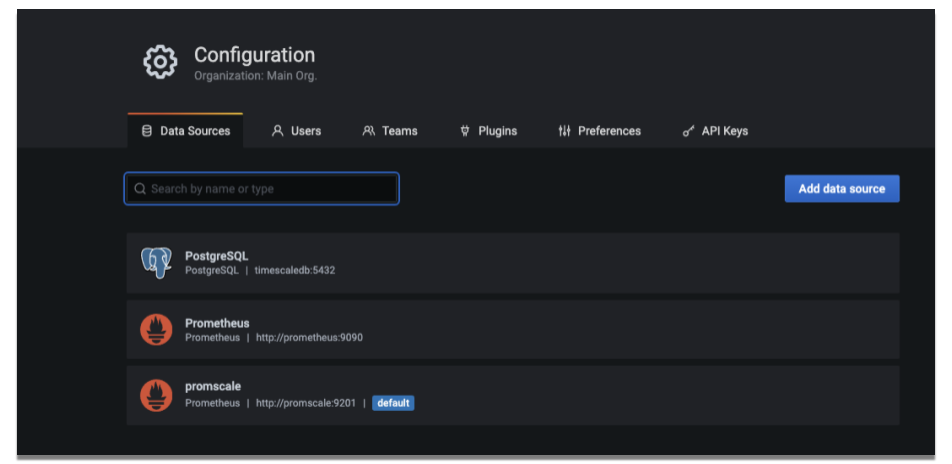 Configuration
Organization: Main Org.
Data Sources Users Teams Plugins Preferences API Keys
Search by name or type
Add data source
PostgreSQL
PostgreSQL | timescaledb:5432
Prometheus
Prometheus | http://prometheus:9090
promscale
Prometheus | http://promscale:9201 | default